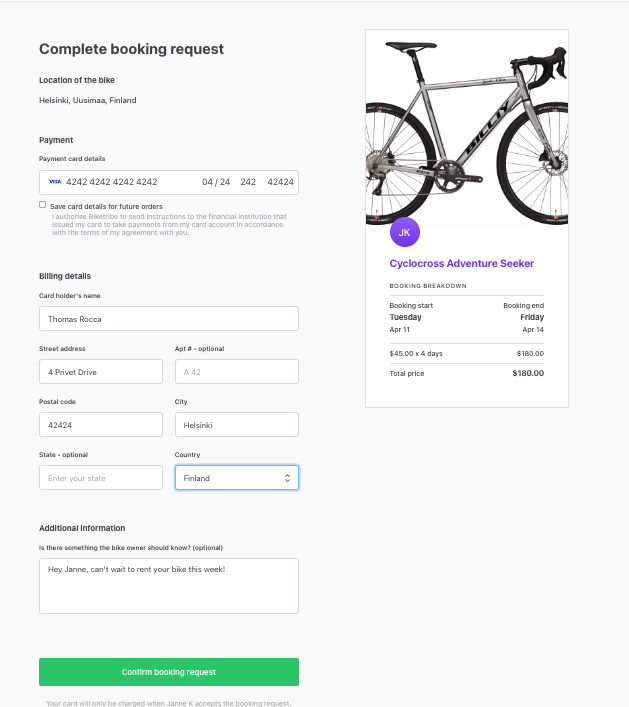 Complete booking request
Location of the bike
Helsinki, Uusimaa, Finland
Payment
Payment card details
VISA 4242 4242 4242 4242 04 / 24 242 42424
Save card details for future orders
I authorise Biketribe to send instructions to the financial institution that
issued my card to take payments from my card account in accordance
with the terms of my agreement with you.
Billing details
Card holder's name
Thomas Rocca
Street address
4 Privet Drive
Apt # • optional
A 42
Postal code
42424
City
Helsinki
State • optional
Enter your state
Country
Finland
Additional information
Is there something the bike owner should know? (optional)
Hey Janne, can't wait to rent your bike this week!
Confirm booking request
Your card will only be charged when Janne K accepts the booking request.
JK
Cyclocross Adventure Seeker
BOOKING BREAKDOWN
Booking start Booking end
Tuesday Friday
Apr 11 Apr 14
$45.00 x 4 days $180.00
Total price $180.00